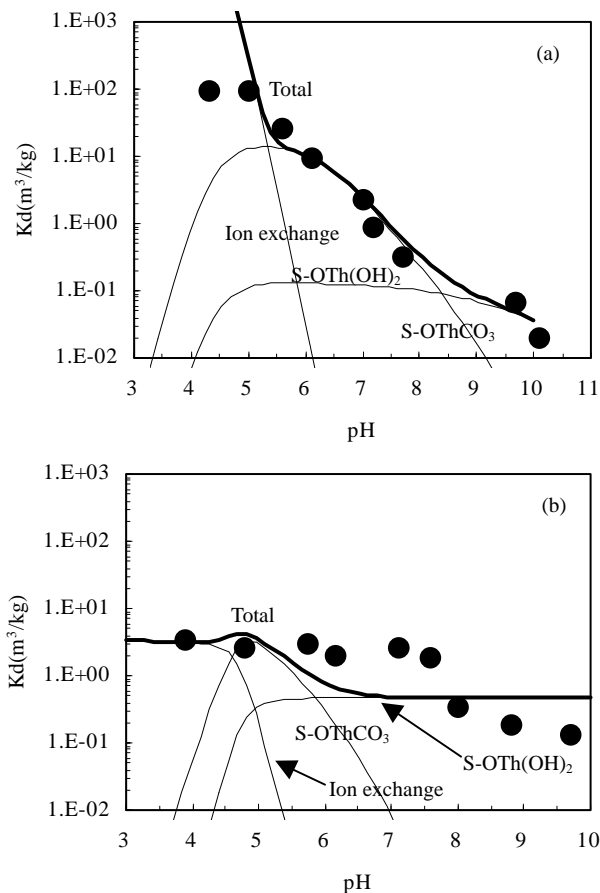 1.E+03
(a)
1.E+02
Total
1.E+01
Kd(m³/kg)
1.E+00
Ion exchange
S-OTh(OH)₂
1.E-01
S-OThCO₃
1.E-02
3 4 5 6 7 8 9 10 11
pH
1.E+03
(b)
1.E+02
1.E+01
Total
Kd(m³/kg)
1.E+00
S-OThCO₃
1.E-01
S-OTh(OH)₂
Ion exchange
1.E-02
3 4 5 6 7 8 9 10
pH